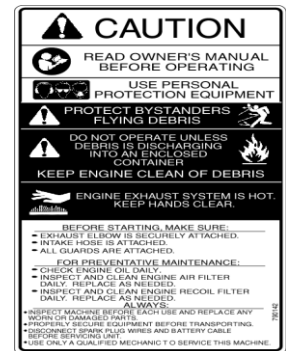 CAUTION
READ OWNER'S MANUAL
BEFORE OPERATING
USE PERSONAL
PROTECTION EQUIPMENT
PROTECT BYSTANDERS
FLYING DEBRIS
DO NOT OPERATE UNLESS
DEBRIS IS DISCHARGING
INTO AN ENCLOSED
CONTAINER
KEEP ENGINE CLEAN OF DEBRIS
ENGINE EXHAUST SYSTEM IS HOT.
KEEP HANDS CLEAR.
BEFORE STARTING, MAKE SURE:
EXHAUST ELBOW IS SECURELY ATTACHED.
INTAKE HOSE IS ATTACHED.
ALL GUARDS ARE ATTACHED.
FOR PREVENTATIVE MAINTENANCE:
CHECK ENGINE OIL DAILY.
INSPECT AND CLEAN ENGINE AIR FILTER
DAILY. REPLACE AS NEEDED.
INSPECT AND CLEAN ENGINE RECOIL FILTER
DAILY. REPLACE AS NEEDED.
ALWAYS:
•INSPECT MACHINE BEFORE EACH USE AND REPLACE ANY
WORN OR DAMAGED PARTS.
•PROPERLY SECURE EQUIPMENT BEFORE TRANSPORTING.
•DISCONNECT SPARK PLUG WIRES AND BATTERY CABLE
BEFORE SERVICING UNIT.
•USE ONLY A QUALIFIED MECHANIC TO SERVICE THIS MACHINE.
790142